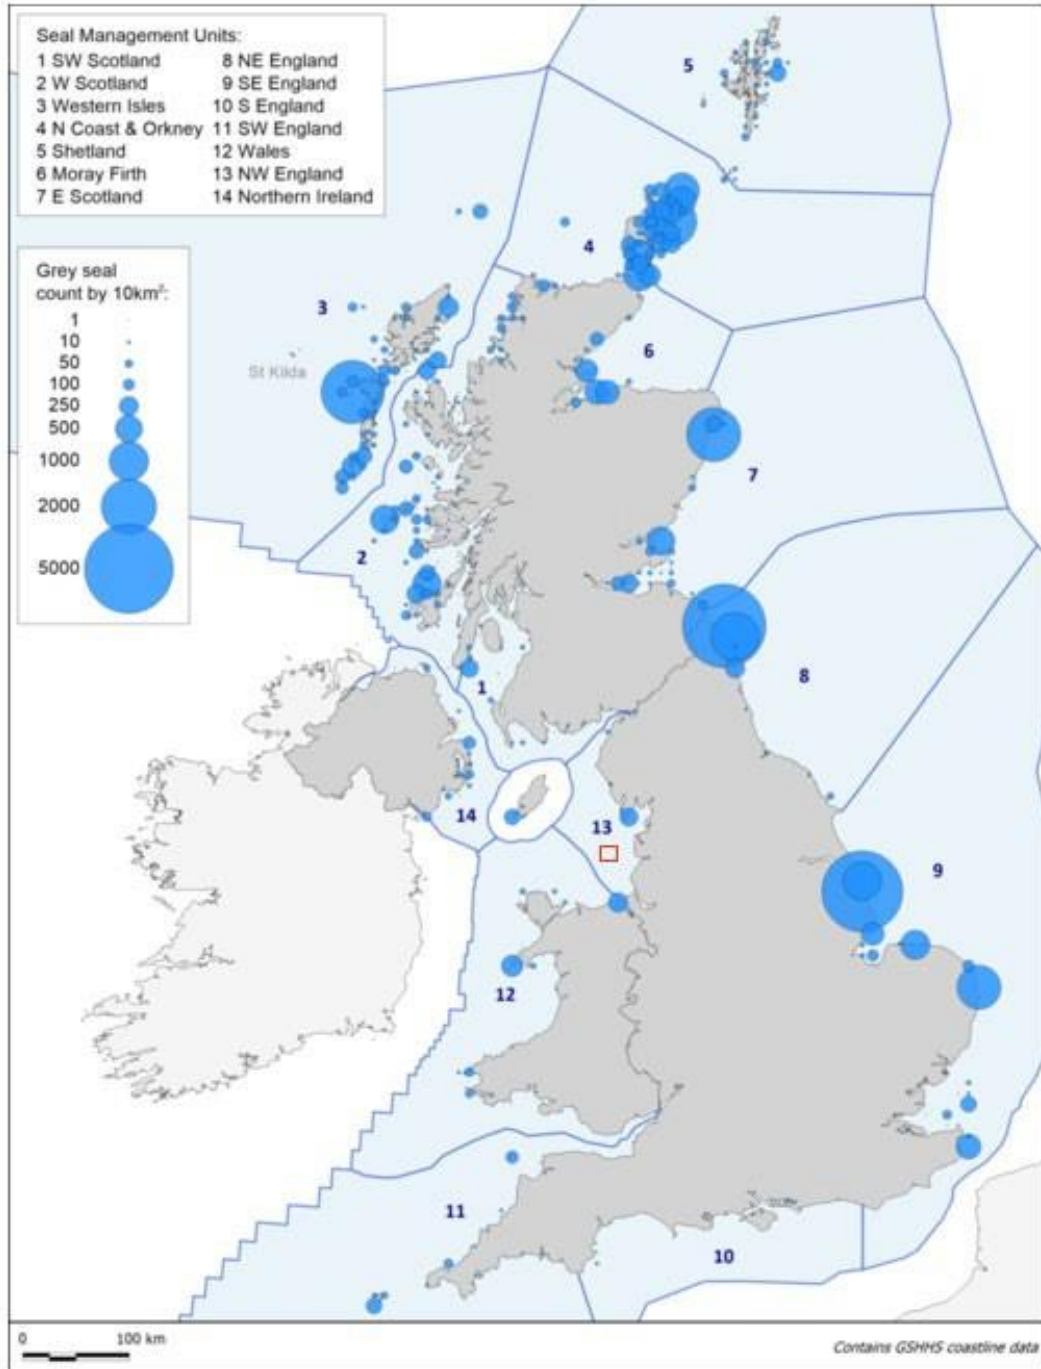 Seal Management Units:
1 SW Scotland 8 NE England
2 W Scotland 9 SE England
3 Western Isles 10 S England
4 N Coast & Orkney 11 SW England
5 Shetland 12 Wales
6 Moray Firth 13 NW England
7 E Scotland 14 Northern Ireland
Grey seal
count by 10km²:
1
10
50
100
250
500
1000
2000
5000
5
4
3
6
St Kilda
7
2
1
8
14
13
9
12
11
10
0 100 km
Contains GSHHS coastline data